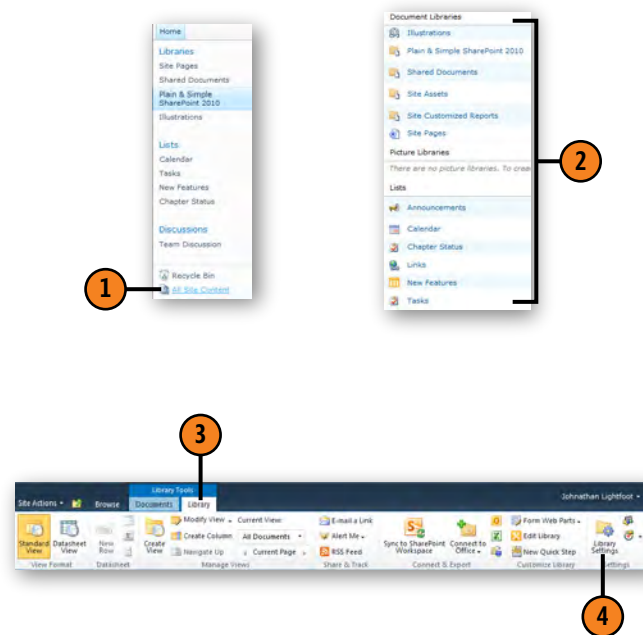 Home
Libraries
Site Pages
Shared Documents
Plain & Simple
SharePoint 2010
Illustrations
Lists
Calendar
Tasks
New Features
Chapter Status
Discussions
Team Discussion
Recycle Bin
All Site Content
1
Document Libraries
Illustrations
Plain & Simple SharePoint 2010
Shared Documents
Site Assets
Site Customized Reports
Site Pages
Picture Libraries
There are no picture libraries. To crea
Lists
Announcements
Calendar
Chapter Status
Links
New Features
Tasks
2
3
Library Tools
Site Actions
Browse
Documents
Library
Johnathan Lightfoot
Standard
View
Datasheet
View
New
Row
Create
View
Modify View
Create Column
Navigate Up
Current View:
All Documents
Current Page
E-mail a Link
Alert Me
RSS Feed
Sync to SharePoint
Workspace
Connect to
Office
Form Web Parts
Edit Library
New Quick Step
Library
Settings
View Format
Datasheet
Manage Views
Share & Track
Connect & Export
Customize Library
Settings
4